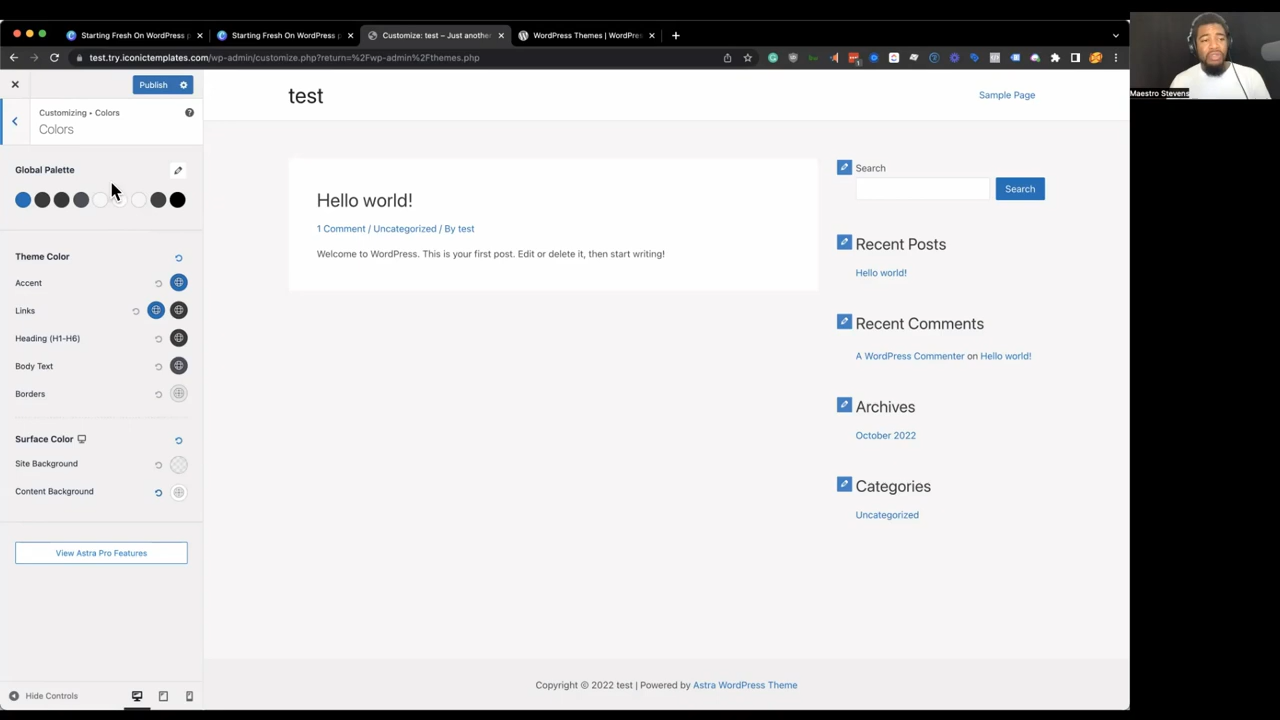 Starting Fresh On WordPress p
Starting Fresh On WordPress p
Customize: test – Just anothe
WordPress Themes | WordPres
test.try.iconictemplates.com/wp-admin/customize.php?return=%2Fwp-admin%2Fthemes.php
Maestro Stevens
Publish
Customizing • Colors
Colors
Global Palette
Theme Color
Accent
Links
Heading (H1-H6)
Body Text
Borders
Surface Color
Site Background
Content Background
View Astra Pro Features
Hide Controls
test
Sample Page
Hello world!
1 Comment / Uncategorized / By test
Welcome to WordPress. This is your first post. Edit or delete it, then start writing!
Search
Search
Recent Posts
Hello world!
Recent Comments
A WordPress Commenter on Hello world!
Archives
October 2022
Categories
Uncategorized
Copyright © 2022 test | Powered by Astra WordPress Theme